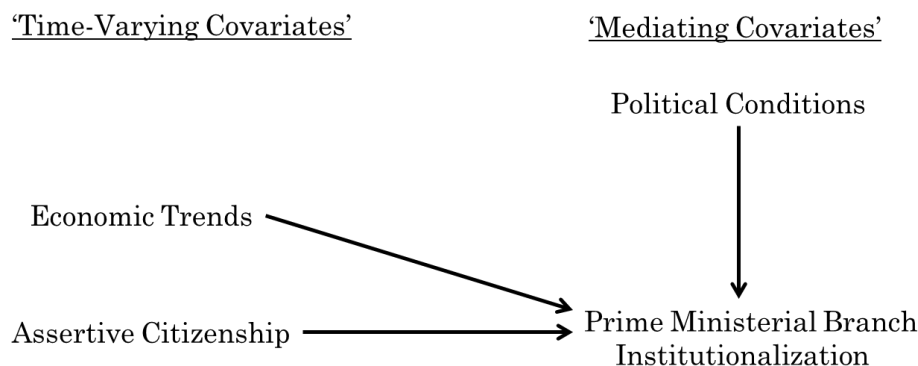 ‘Time-Varying Covariates’
‘Mediating Covariates’
Political Conditions
Economic Trends
Assertive Citizenship
Prime Ministerial Branch
Institutionalization